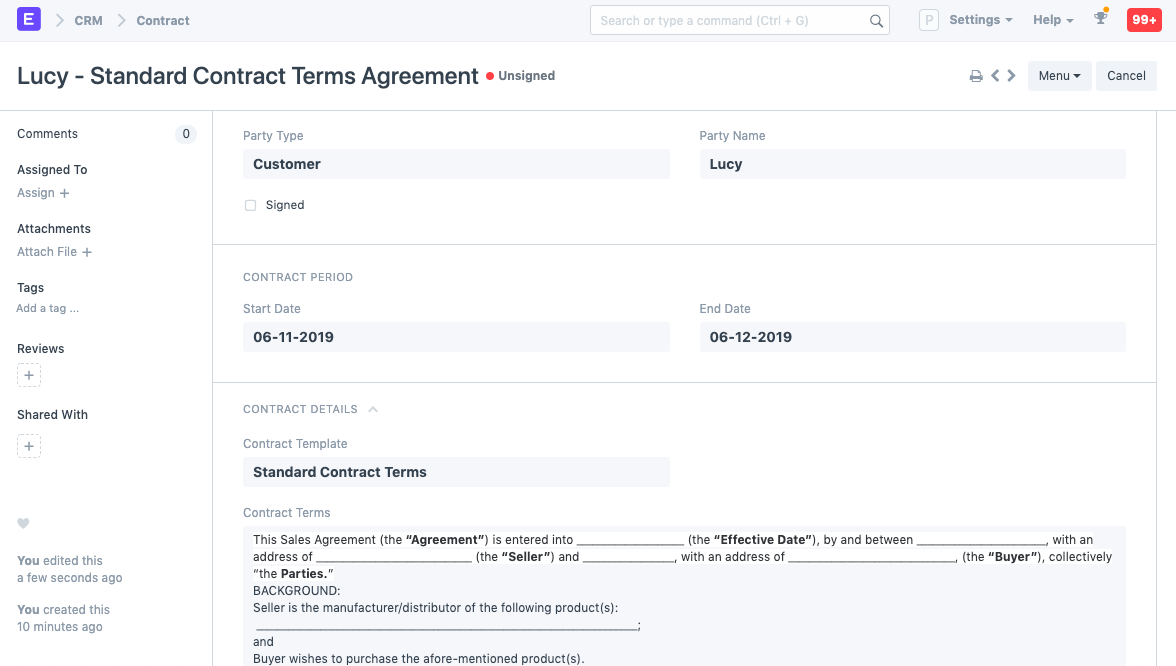 E CRM Contract Search or type a command (Ctrl + G) P Settings Help 99+
Lucy - Standard Contract Terms Agreement Unsigned Menu Cancel
Comments 0
Assigned To
Assign +
Attachments
Attach File +
Tags
Add a tag ...
Reviews
+
Shared With
+
You edited this
a few seconds ago
You created this
10 minutes ago
Party Type
Customer
Party Name
Lucy
Signed
CONTRACT PERIOD
Start Date
06-11-2019
End Date
06-12-2019
CONTRACT DETAILS
Contract Template
Standard Contract Terms
Contract Terms
This Sales Agreement (the “Agreement”) is entered into ____________________ (the “Effective Date”), by and between ________________________, with an
address of _____________________________ (the “Seller”) and _________________, with an address of _______________________________, (the “Buyer”), collectively
“the Parties.”
BACKGROUND:
Seller is the manufacturer/distributor of the following product(s):
_______________________________________________________________________;
and
Buyer wishes to purchase the afore-mentioned product(s).